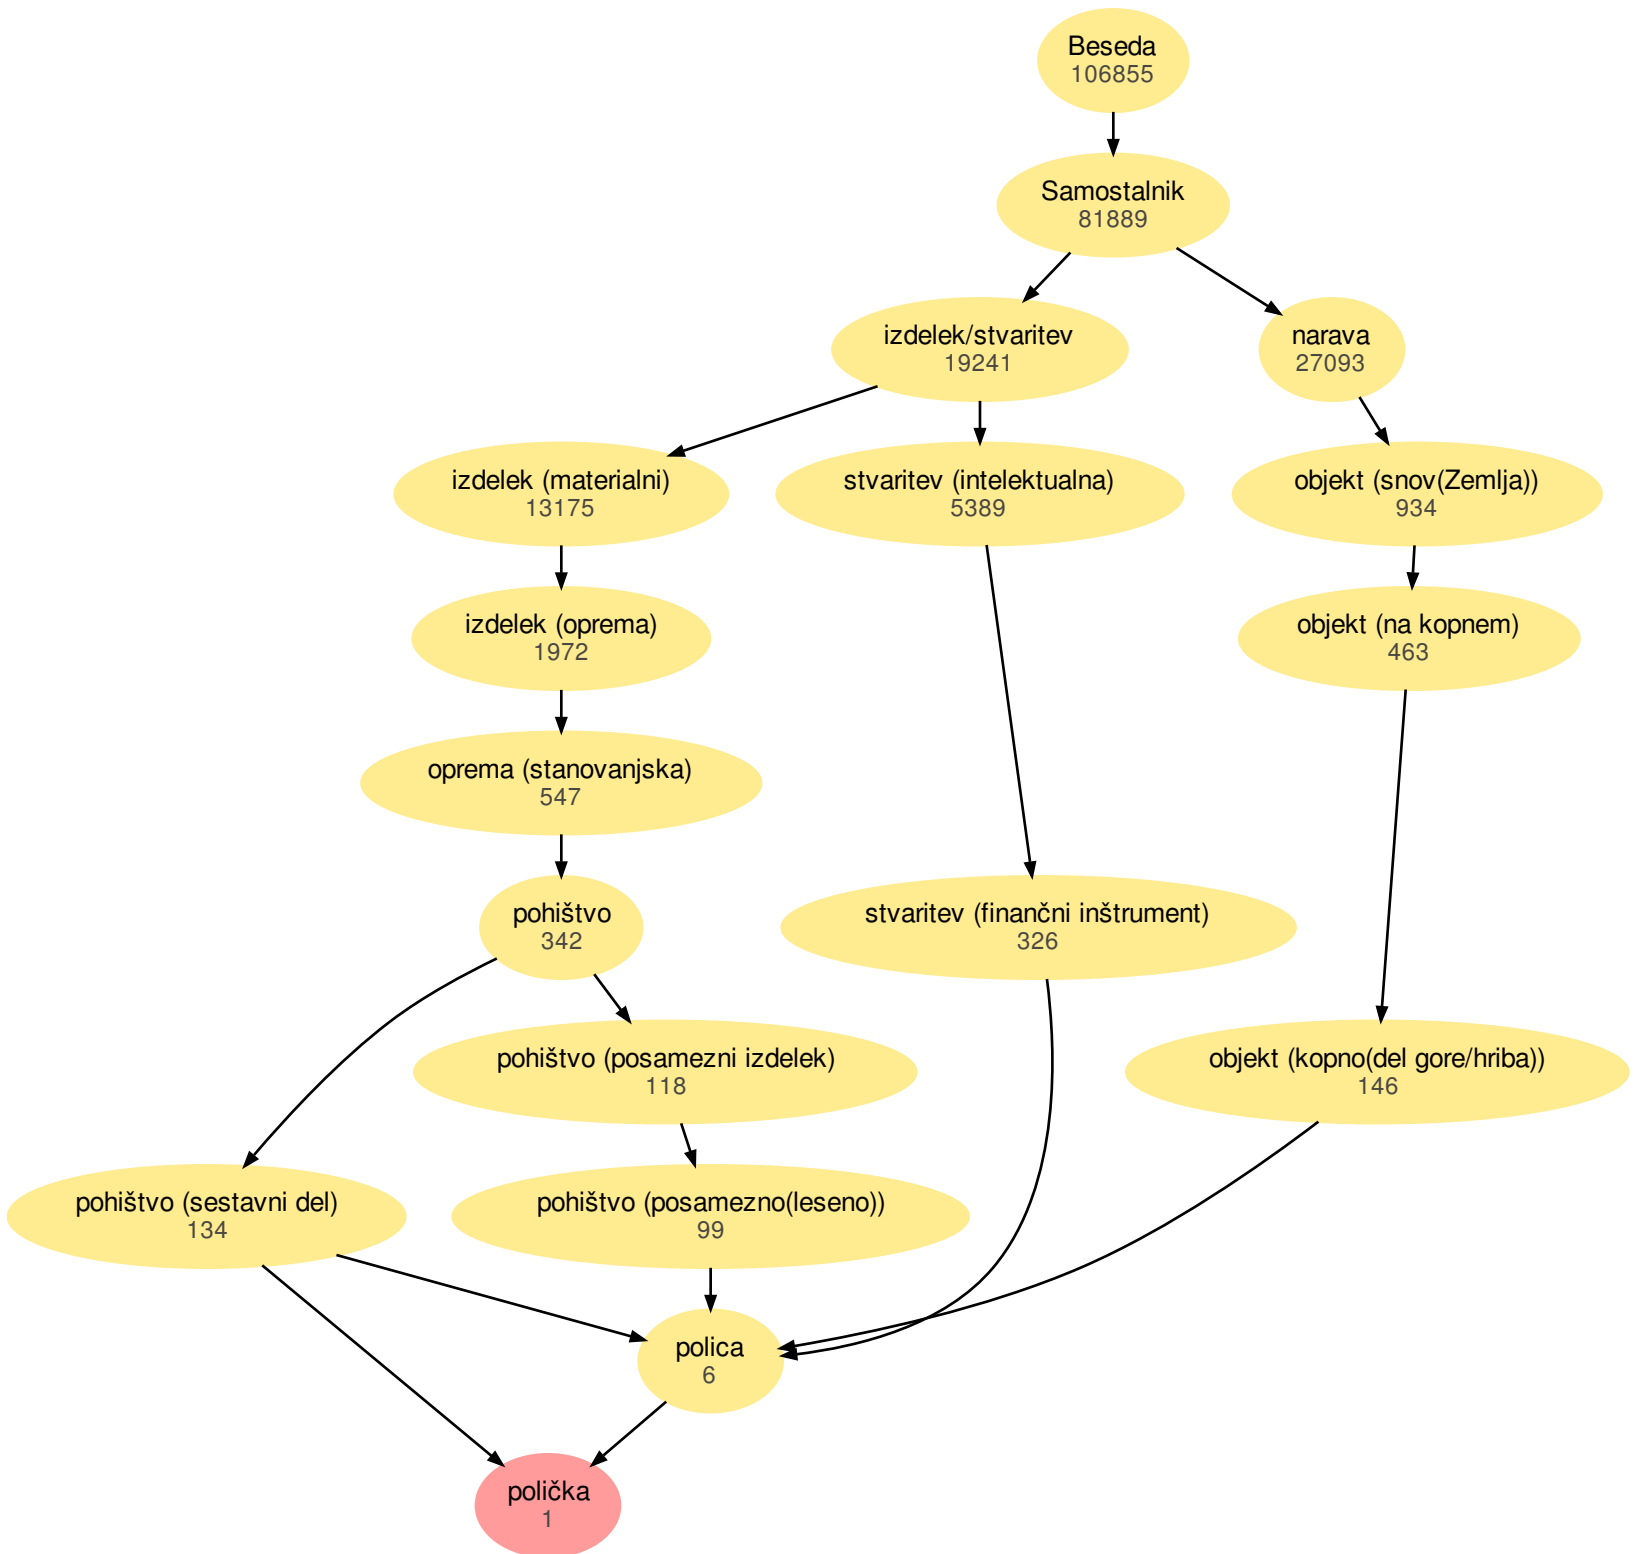 Beseda
106855
Samostalnik
81889
izdelek/stvaritev
19241
narava
27093
izdelek (materialni)
13175
stvaritev (intelektualna)
5389
objekt (snov(Zemlja))
934
izdelek (oprema)
1972
objekt (na kopnem)
463
oprema (stanovanjska)
547
pohištvo
342
stvaritev (finančni inštrument)
326
pohištvo (posamezni izdelek)
118
objekt (kopno(del gore/hriba))
146
pohištvo (sestavni del)
134
pohištvo (posamezno(leseno))
99
polica
6
polička
1